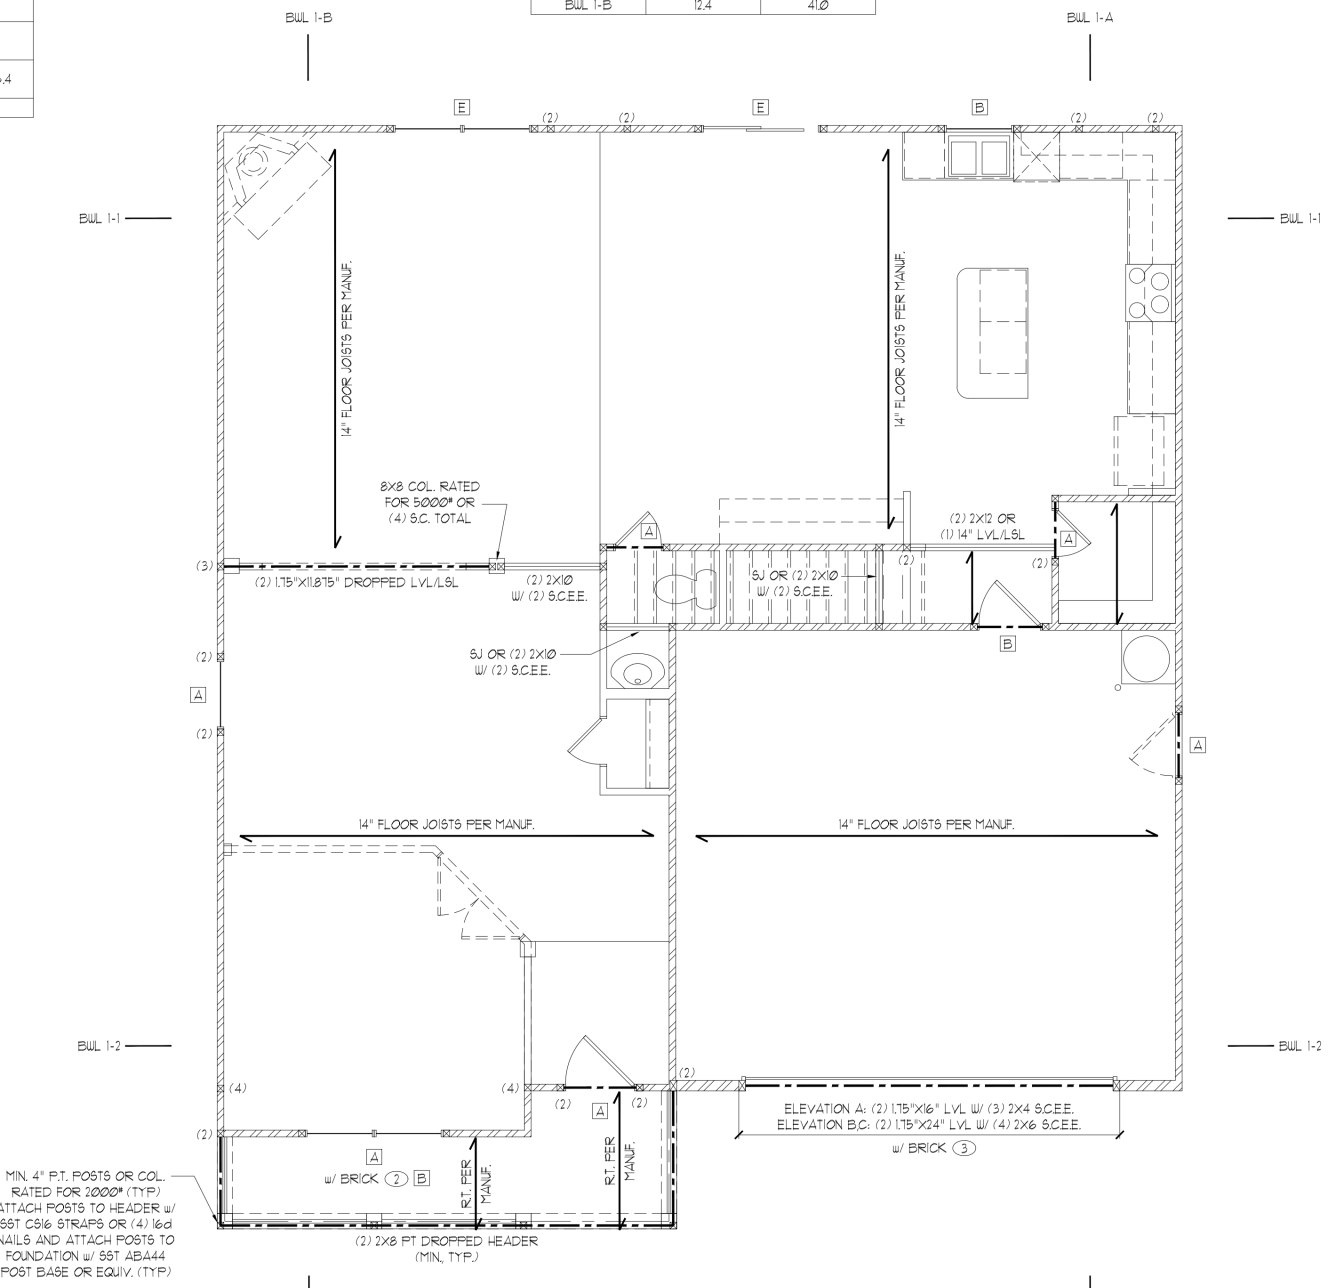 BWL 1-B 12.4 41.0
BWL 1-B
BWL 1-A
E
E
B
(2)
(2)
(2)
(2)
BWL 1-1
BWL 1-1
14" FLOOR JOISTS PER MANUF.
14" FLOOR JOISTS PER MANUF.
8X8 COL. RATED
FOR 5000# OR
(4) S.C. TOTAL
A
(2) 2X12 OR
(1) 14" LVL/LSL
A
(3)
(2) 1.75"X11.875" DROPPED LVL/LSL
(2) 2X10
W/ (2) S.C.E.E.
SJ OR (2) 2X10
W/ (2) S.C.E.E.
(2)
(2)
SJ OR (2) 2X10
W/ (2) S.C.E.E.
B
(2)
A
(2)
A
14" FLOOR JOISTS PER MANUF.
14" FLOOR JOISTS PER MANUF.
BWL 1-2
BWL 1-2
(4)
(4)
(2)
(2)
(2)
A
ELEVATION A: (2) 1.75"X16" LVL W/ (3) 2X4 S.C.E.E.
ELEVATION B,C: (2) 1.75"X24" LVL W/ (4) 2X6 S.C.E.E.
w/ BRICK 3
(2)
A
w/ BRICK 2 B
R.T. PER
MANUF.
R.T. PER
MANUF.
MIN. 4" P.T. POSTS OR COL.
RATED FOR 2000# (TYP)
ATTACH POSTS TO HEADER w/
SST CS16 STRAPS OR (4) 16d
NAILS AND ATTACH POSTS TO
FOUNDATION w/ SST ABA44
POST BASE OR EQUIV. (TYP)
(2) 2X8 PT DROPPED HEADER
(MIN., TYP.)